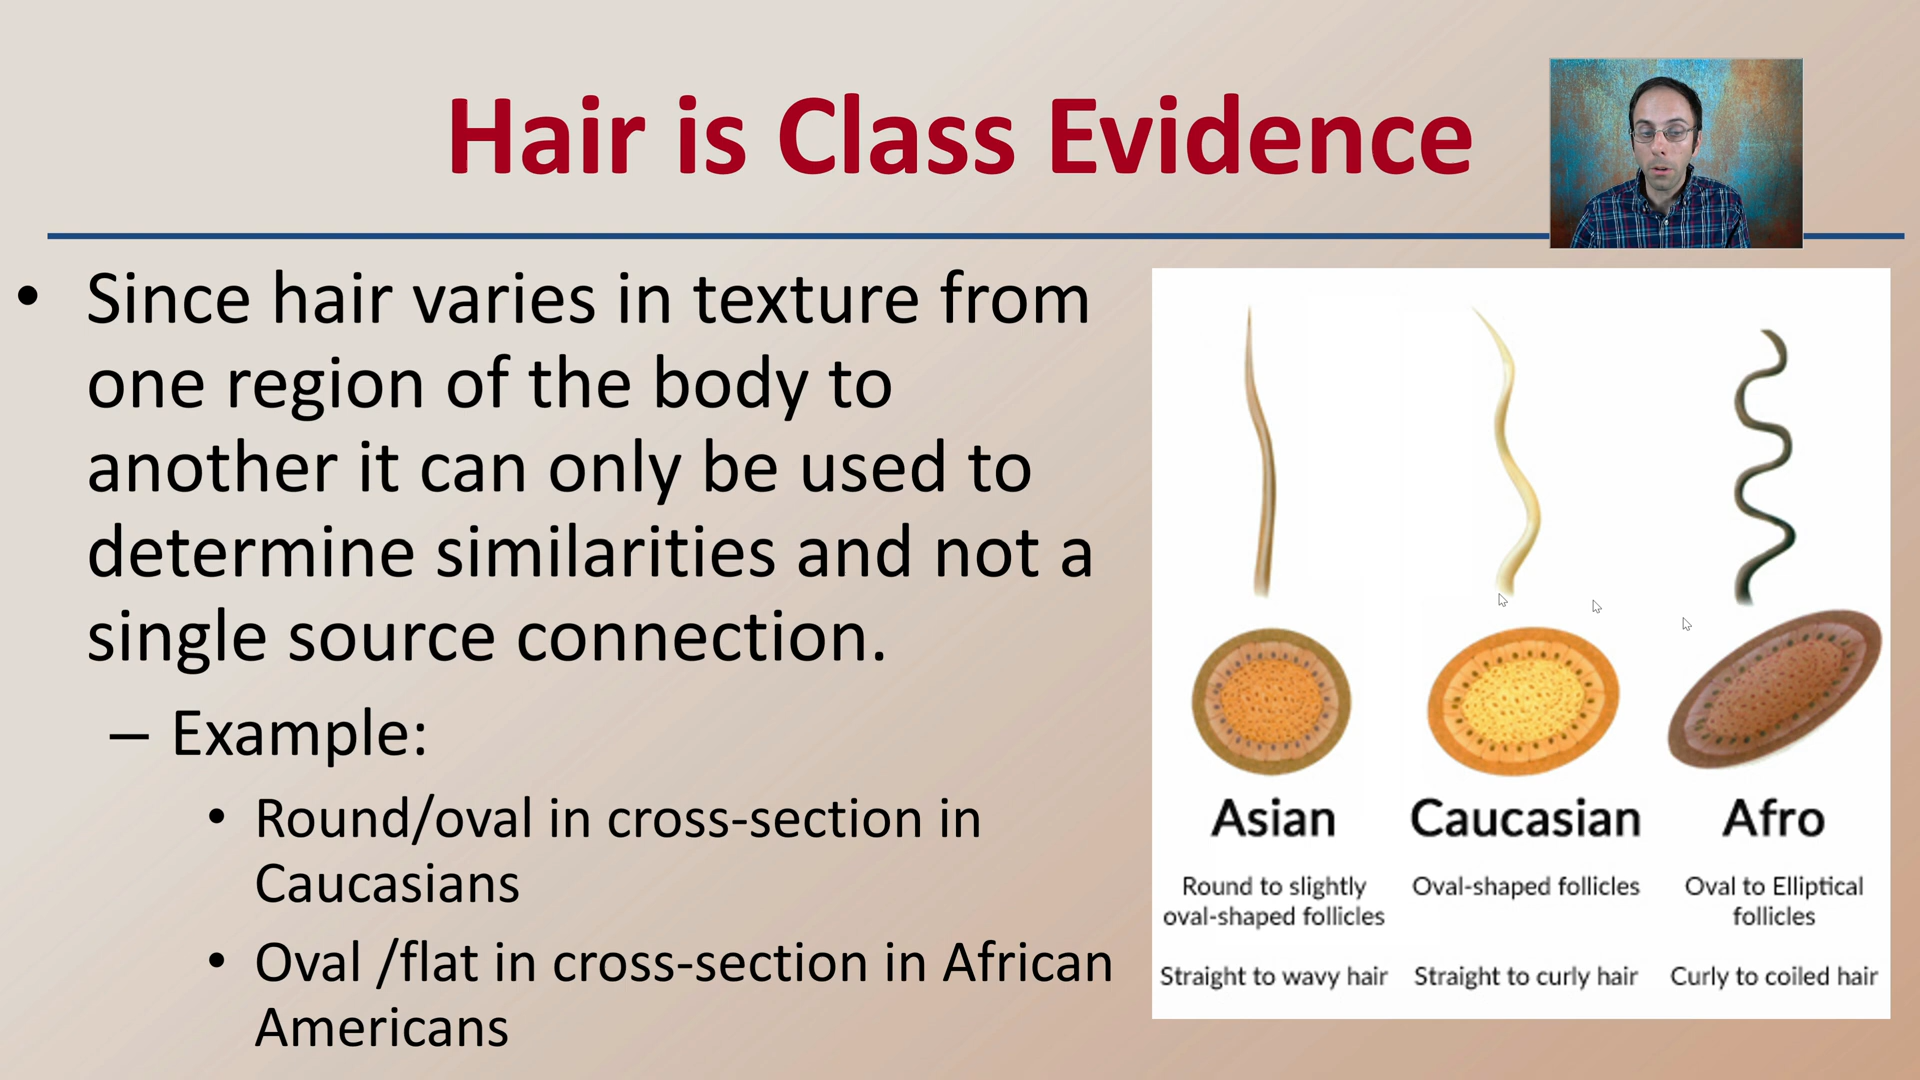 Hair is Class Evidence
• Since hair varies in texture from
one region of the body to
another it can only be used to
determine similarities and not a
single source connection.
– Example:
• Round/oval in cross-section in
Caucasians
• Oval /flat in cross-section in African
Americans
Asian
Round to slightly
oval-shaped follicles
Straight to wavy hair
Caucasian
Oval-shaped follicles
Straight to curly hair
Afro
Oval to Elliptical
follicles
Curly to coiled hair